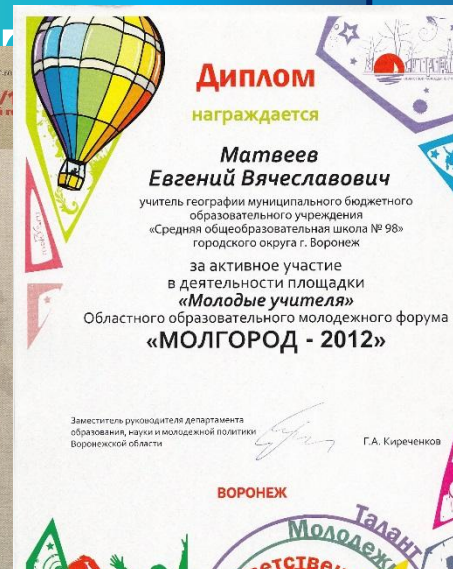 Диплом
награждается
Матвеев
Евгений Вячеславович
учитель географии муниципального бюджетного
образовательного учреждения
«Средняя общеобразовательная школа № 98»
городского округа г. Воронеж
за активное участие
в деятельности площадки
«Молодые учителя»
Областного образовательного молодежного форума
«МОЛГОРОД - 2012»
Заместитель руководителя департамента
образования, науки и молодежной политики
Воронежской области
Г.А. Киреченков
ВОРОНЕЖ
Талант
Молодеж